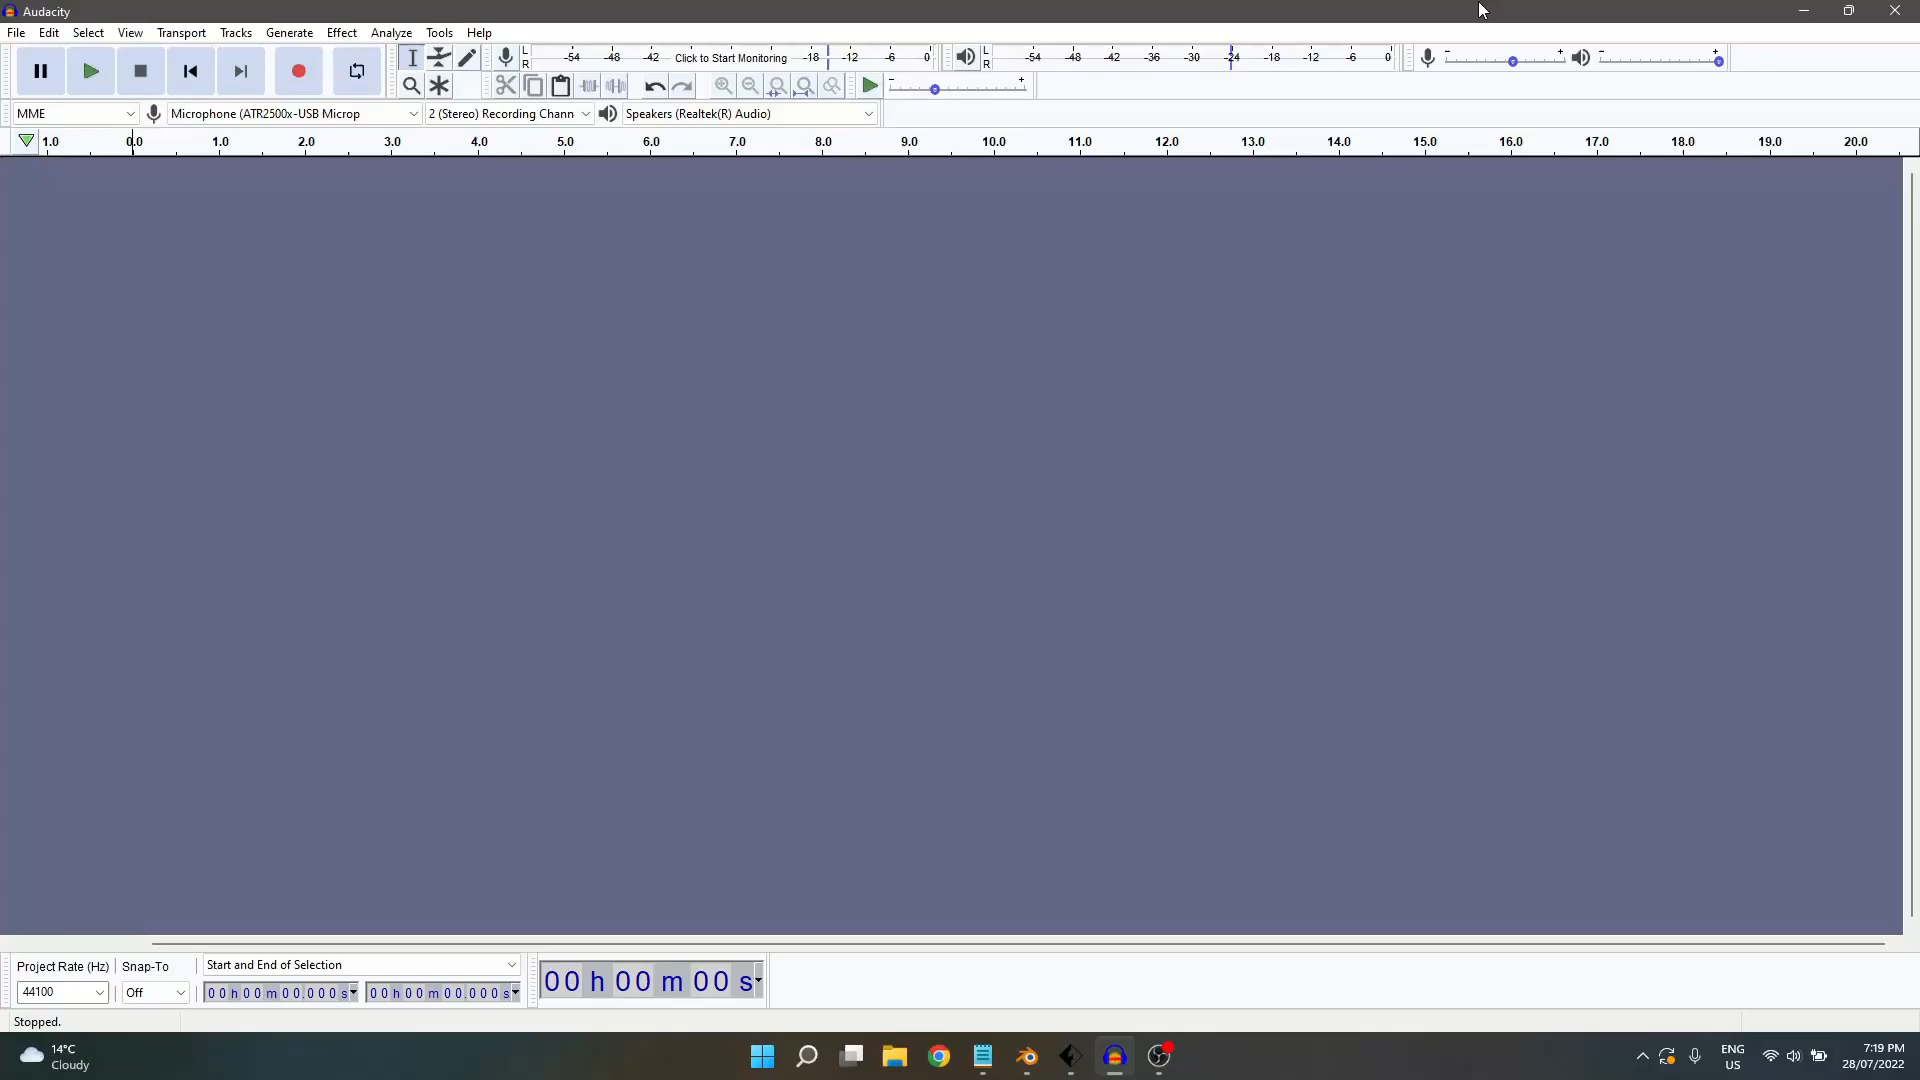 Audacity
File Edit Select View Transport Tracks Generate Effect Analyze Tools Help
L R -54 -48 -42 Click to Start Monitoring -18 -12 -6 0
L R -54 -48 -42 -36 -30 -24 -18 -12 -6 0
- + - +
- +
MME Microphone (ATR2500x-USB Microp 2 (Stereo) Recording Chann Speakers (Realtek(R) Audio)
1.0 0.0 1.0 2.0 3.0 4.0 5.0 6.0 7.0 8.0 9.0 10.0 11.0 12.0 13.0 14.0 15.0 16.0 17.0 18.0 19.0 20.0
Project Rate (Hz) Snap-To Start and End of Selection
44100 Off 00 h 00 m 00.000 s 00 h 00 m 00.000 s
00 h 00 m 00 s
Stopped.
14°C
Cloudy
ENG
US
7:19 PM
28/07/2022